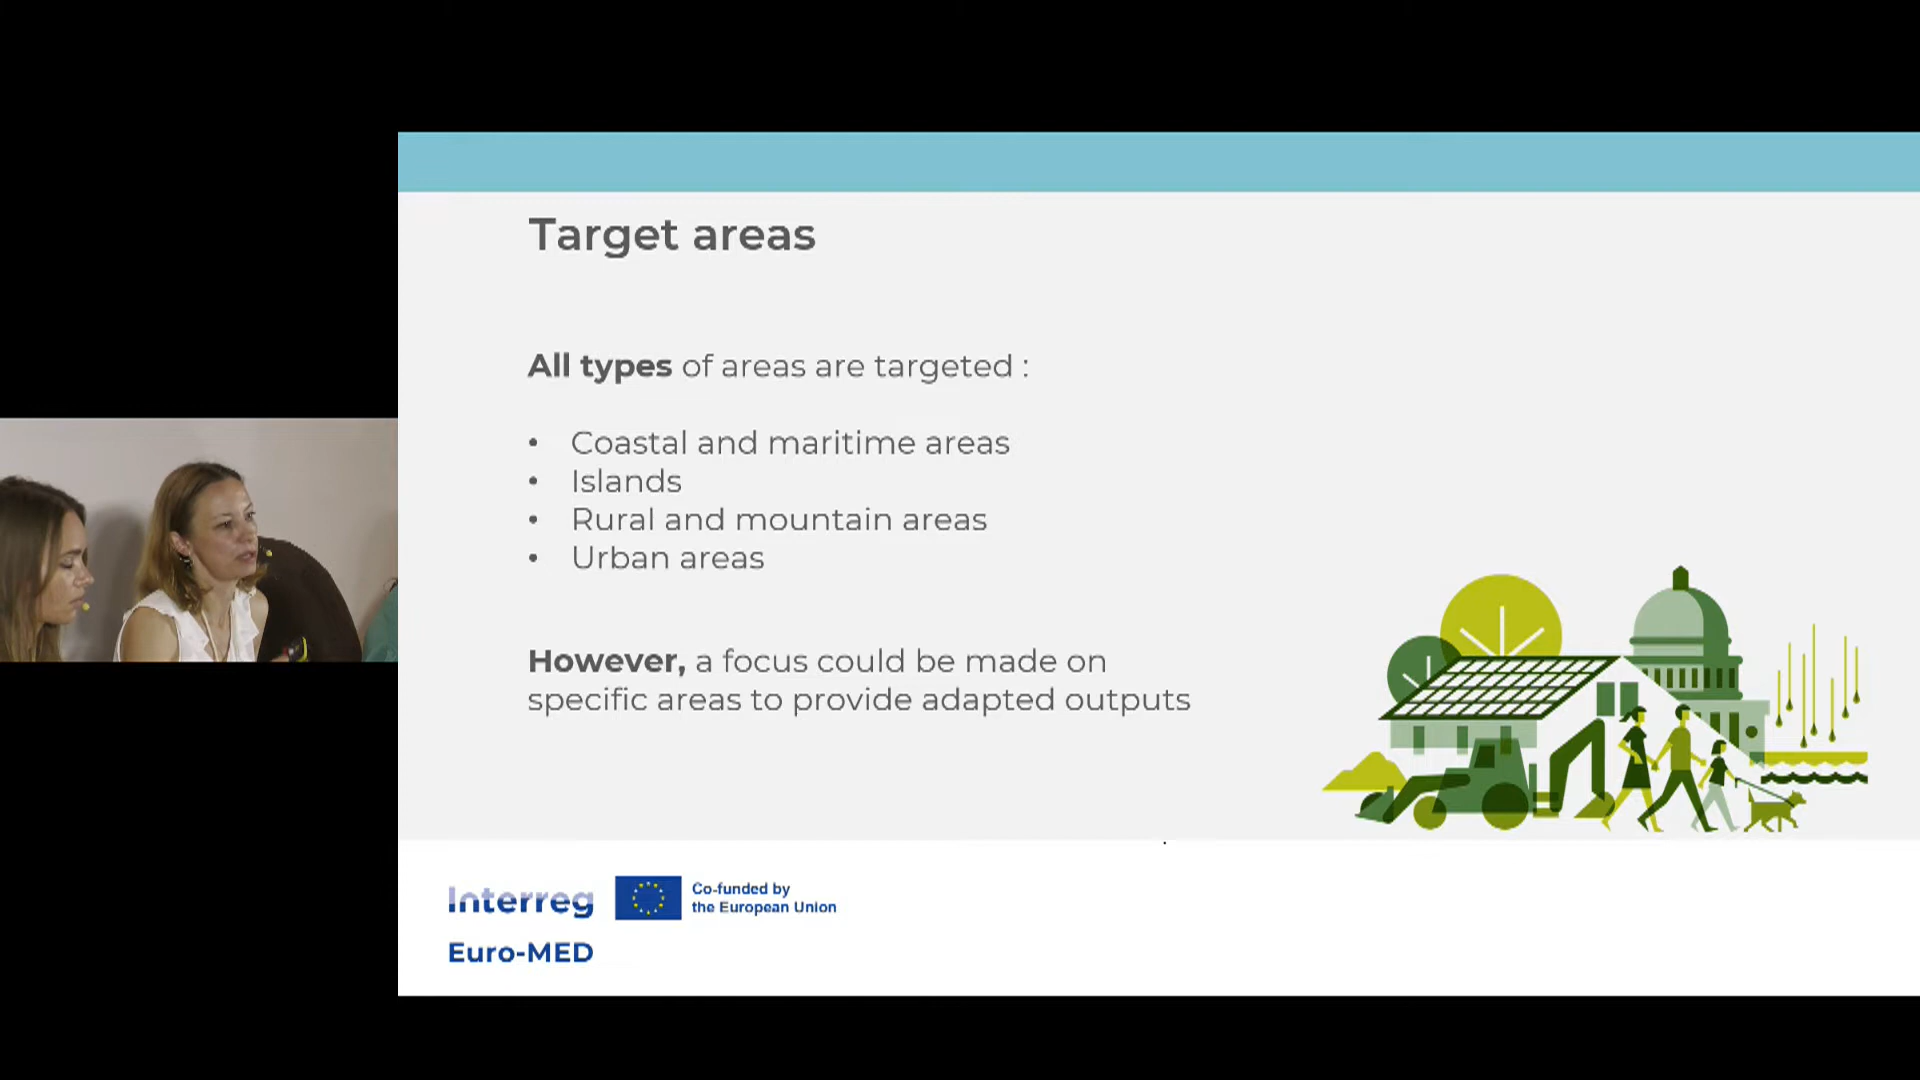 Target areas
All types of areas are targeted :
• Coastal and maritime areas
• Islands
• Rural and mountain areas
• Urban areas
However, a focus could be made on
specific areas to provide adapted outputs
Interreg
Co-funded by
the European Union
Euro-MED